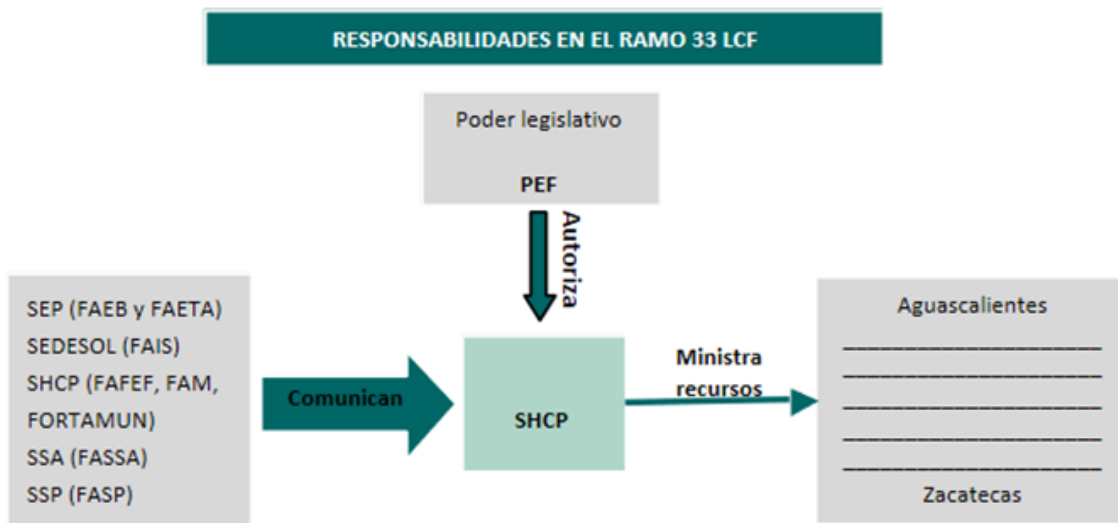 RESPONSABILIDADES EN EL RAMO 33 LCF
Poder legislativo
PEF
Autoriza
SEP (FAEB y FAETA)
SEDESOL (FAIS)
SHCP (FAFEF, FAM,
FORTAMUN)
SSA (FASSA)
SSP (FASP)
Comunican
SHCP
Ministra
recursos
Aguascalientes
Zacatecas